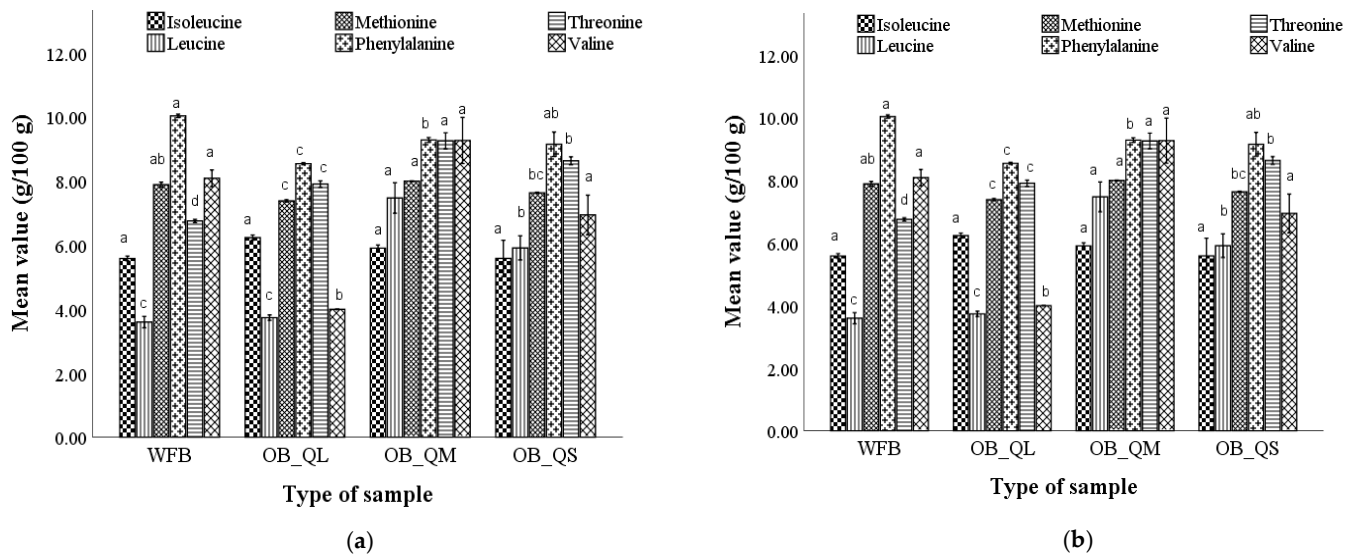 Isoleucine Methionine Threonine
Leucine Phenylalanine Valine
12.00
10.00
8.00
6.00
4.00
2.00
0.00
Mean value (g/100 g)
a c ab a d a
a c c c c b
a a a b a a
a b bc ab b a
WFB OB_QL OB_QM OB_QS
Type of sample
(a)
Isoleucine Methionine Threonine
Leucine Phenylalanine Valine
12.00
10.00
8.00
6.00
4.00
2.00
0.00
Mean value (g/100 g)
a c ab a d a
a c c c c b
a a a b a a
a b bc ab b a
WFB OB_QL OB_QM OB_QS
Type of sample
(b)